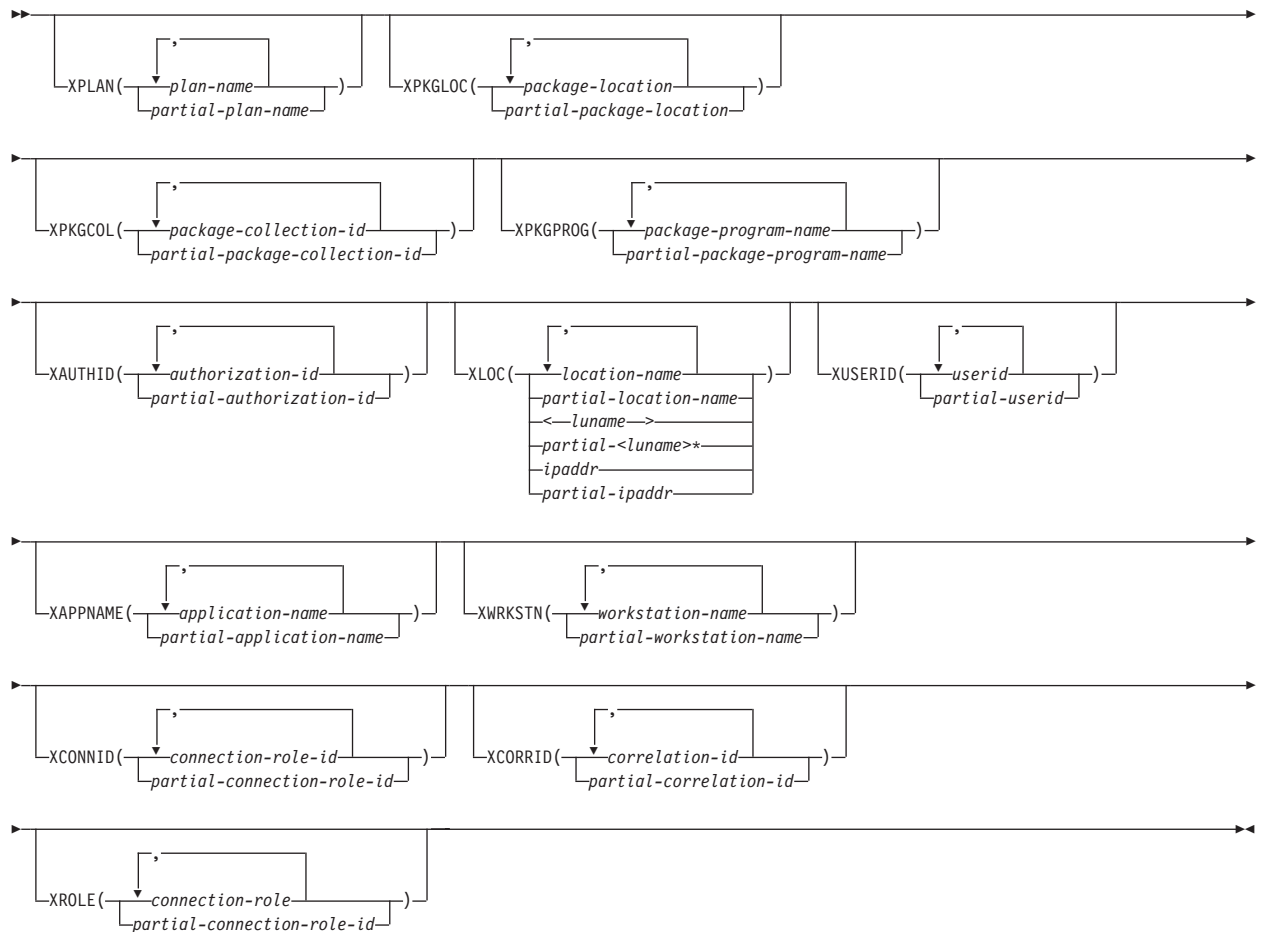 ,
,
XPLAN( plan-name )
partial-plan-name
XPKGLOC( package-location )
partial-package-location
,
,
XPKGCOL( package-collection-id )
partial-package-collection-id
XPKGPROG( package-program-name )
partial-package-program-name
,
,
,
XAUTHID( authorization-id )
partial-authorization-id
XLOC( location-name )
partial-location-name
< luname >
partial-<luname>*
ipaddr
partial-ipaddr
XUSERID( userid )
partial-userid
,
,
XAPPNAME( application-name )
partial-application-name
XWRKSTN( workstation-name )
partial-workstation-name
,
,
XCONNID( connection-role-id )
partial-connection-role-id
XCORRID( correlation-id )
partial-correlation-id
,
XROLE( connection-role )
partial-connection-role-id